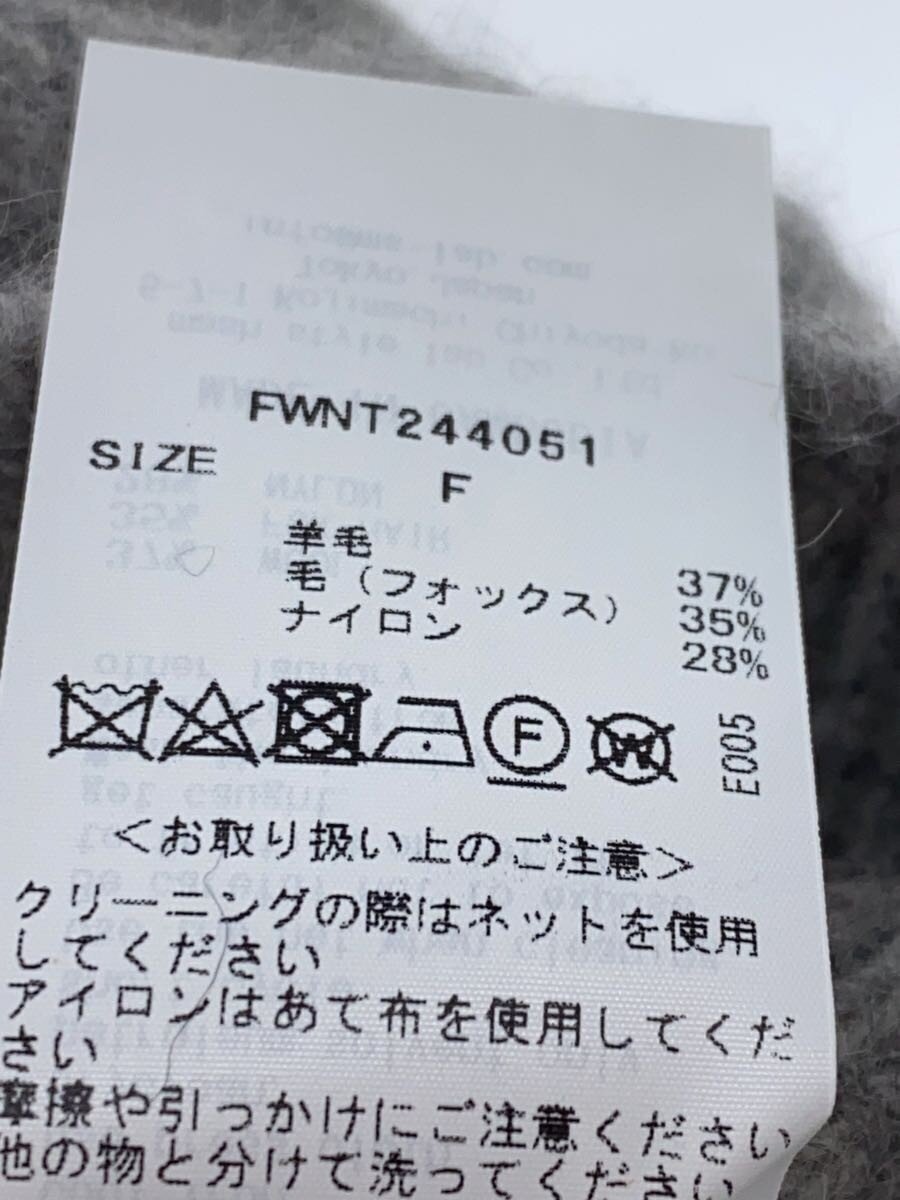 FWNT244051
SIZE F
羊毛 37%
毛（フォックス） 35%
ナイロン 28%
F W E005
＜お取り扱い上のご注意＞
クリーニングの際はネットを使用
してください
アイロンはあて布を使用してくだ
さい
摩擦や引っかけにご注意ください
他の物と分けて洗ってください